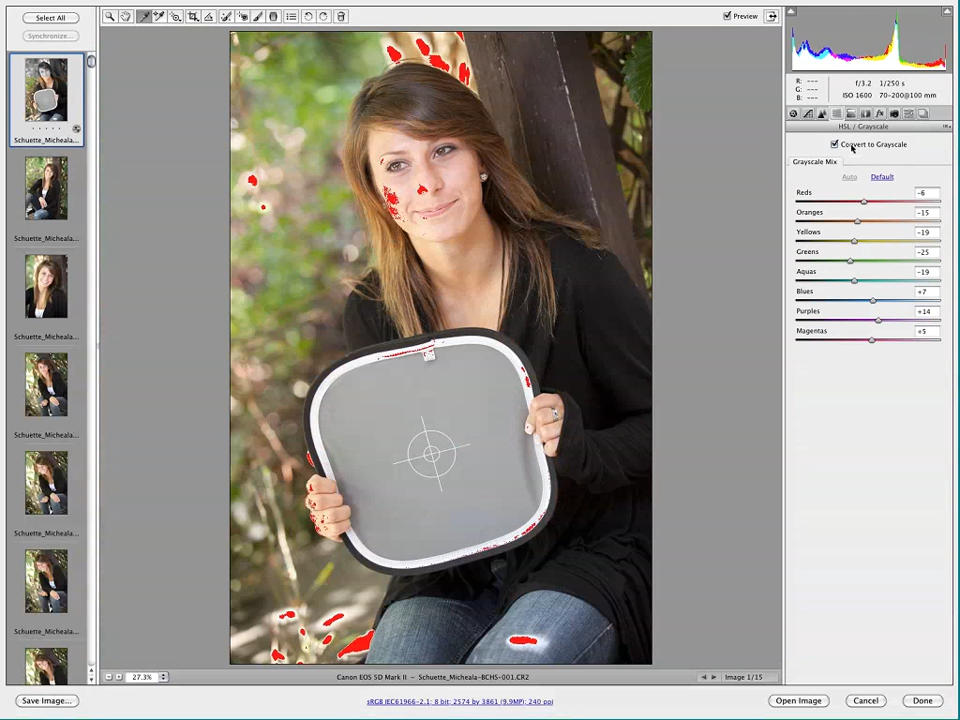 Select All
Synchronize...
Preview
R: ---
G: ---
B: ---
f/3.2 1/250 s
ISO 1600 70-200@100 mm
HSL / Grayscale
Convert to Grayscale
Grayscale Mix
Auto Default
Reds -6
Oranges -15
Yellows -19
Greens -25
Aquas -19
Blues +7
Purples +14
Magentas +5
Schuette_Micheala...
Schuette_Micheala...
Schuette_Micheala...
Schuette_Micheala...
Schuette_Micheala...
Schuette_Micheala...
27.3%
Canon EOS 5D Mark II – Schuette_Micheala-BCHS-001.CR2
Image 1/15
Save Image...
sRGB IEC61966-2.1; 8 bit; 2574 by 3861 (9.9MP); 240 ppi
Open Image
Cancel
Done